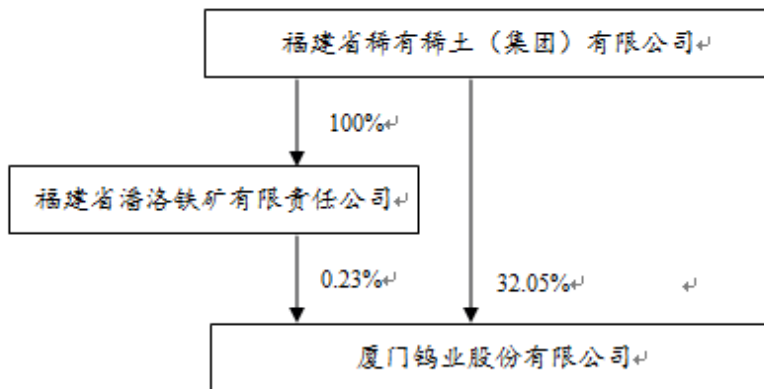 福建省稀有稀土（集团）有限公司↵
100%↵
福建省潘洛铁矿有限责任公司↵
0.23%↵
32.05%↵
↵
厦门钨业股份有限公司↵